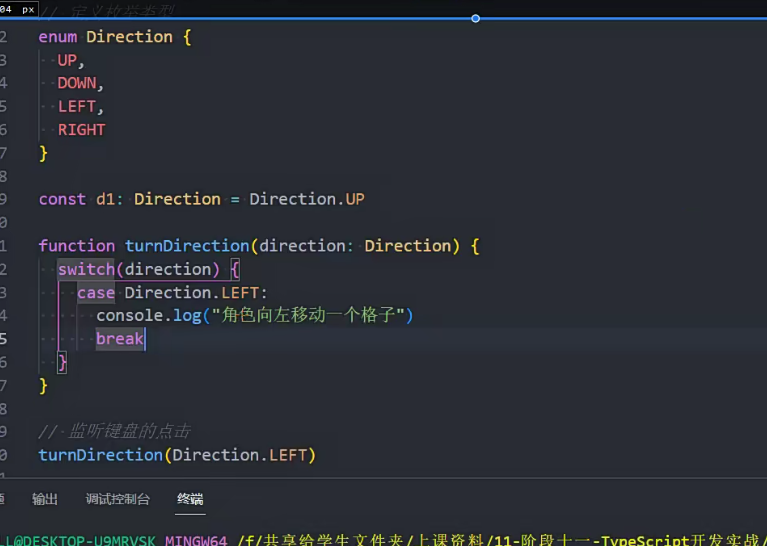 04 px
// 定义枚举类型
2 enum Direction {
3 UP,
4 DOWN,
5 LEFT,
6 RIGHT
7 }
8
9 const d1: Direction = Direction.UP
0
1 function turnDirection(direction: Direction) {
2 switch(direction) {
3 case Direction.LEFT:
4 console.log("角色向左移动一个格子")
5 break
6 }
7 }
8
9 // 监听键盘的点击
0 turnDirection(Direction.LEFT)
输出 调试控制台 终端
LL@DESKTOP-U9MRVSK MINGW64 /f/共享给学生文件夹/上课资料/11-阶段十一-TypeScript开发实战/